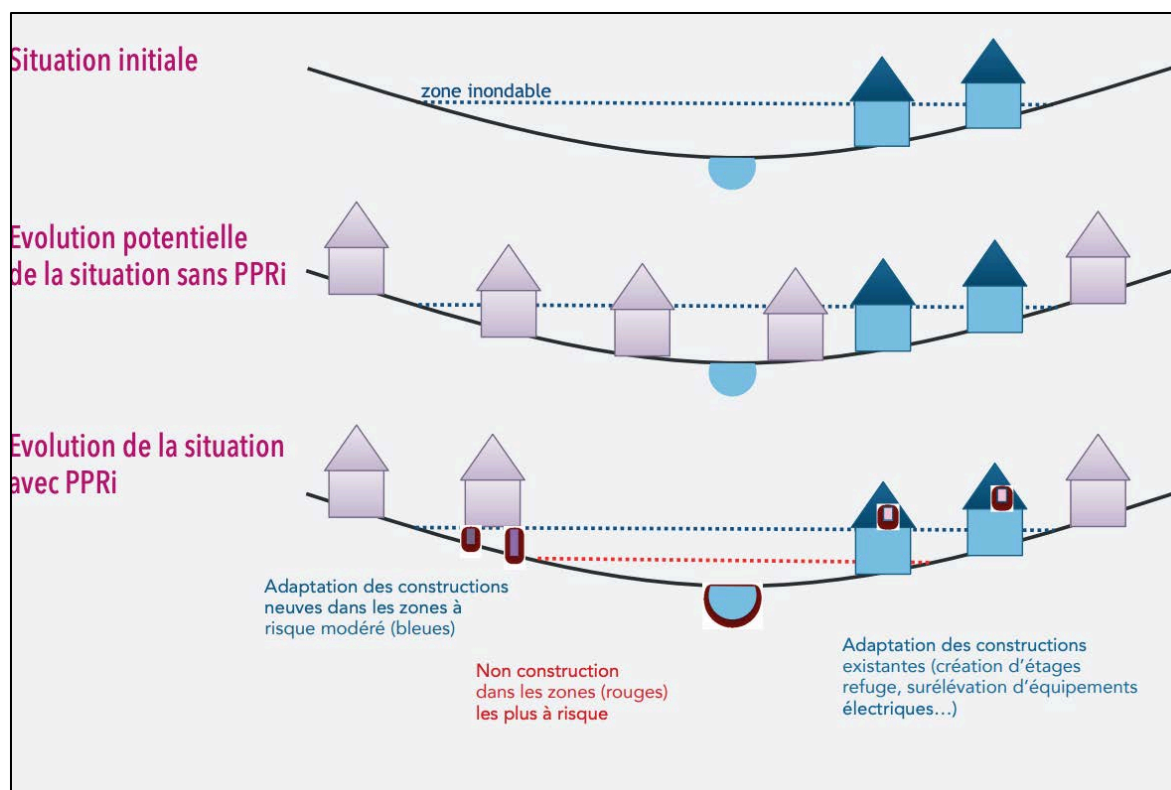 Situation initiale
zone inondable
Evolution potentielle
de la situation sans PPRi
Evolution de la situation
avec PPRi
Adaptation des constructions
neuves dans les zones à
risque modéré (bleues)
Non construction
dans les zones (rouges)
les plus à risque
Adaptation des constructions
existantes (création d'étages
refuge, surélévation d'équipements
électriques...)